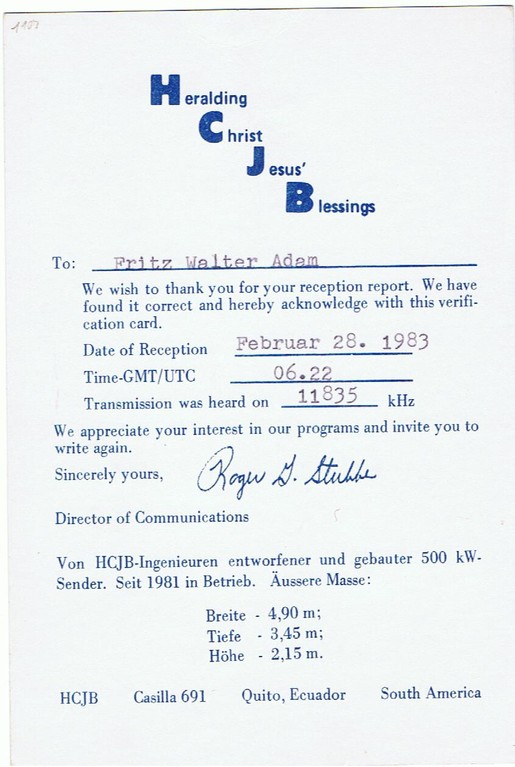 1100
Heralding
Christ
Jesus'
Blessings
To: Fritz Walter Adam
We wish to thank you for your reception report. We have
found it correct and hereby acknowledge with this verifi-
cation card.
Date of Reception Februar 28. 1983
Time-GMT/UTC 06.22
Transmission was heard on 11835 kHz
We appreciate your interest in our programs and invite you to
write again.
Sincerely yours, Roger G. Stubbe
Director of Communications
Von HCJB-Ingenieuren entworfener und gebauter 500 kW-
Sender. Seit 1981 in Betrieb. Äussere Masse:
Breite - 4,90 m;
Tiefe - 3,45 m;
Höhe - 2,15 m.
HCJB Casilla 691 Quito, Ecuador South America